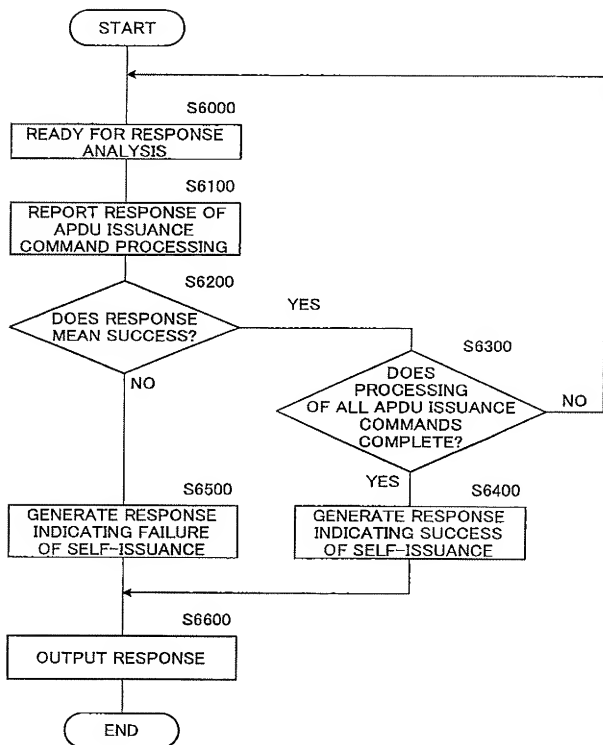 START
S6000
READY FOR RESPONSE
ANALYSIS
S6100
REPORT RESPONSE OF
APDU ISSUANCE
COMMAND PROCESSING
S6200
DOES RESPONSE
MEAN SUCCESS?
YES
NO
S6300
DOES
PROCESSING
OF ALL APDU ISSUANCE
COMMANDS
COMPLETE?
NO
YES
S6500
GENERATE RESPONSE
INDICATING FAILURE
OF SELF-ISSUANCE
S6400
GENERATE RESPONSE
INDICATING SUCCESS
OF SELF-ISSUANCE
S6600
OUTPUT RESPONSE
END